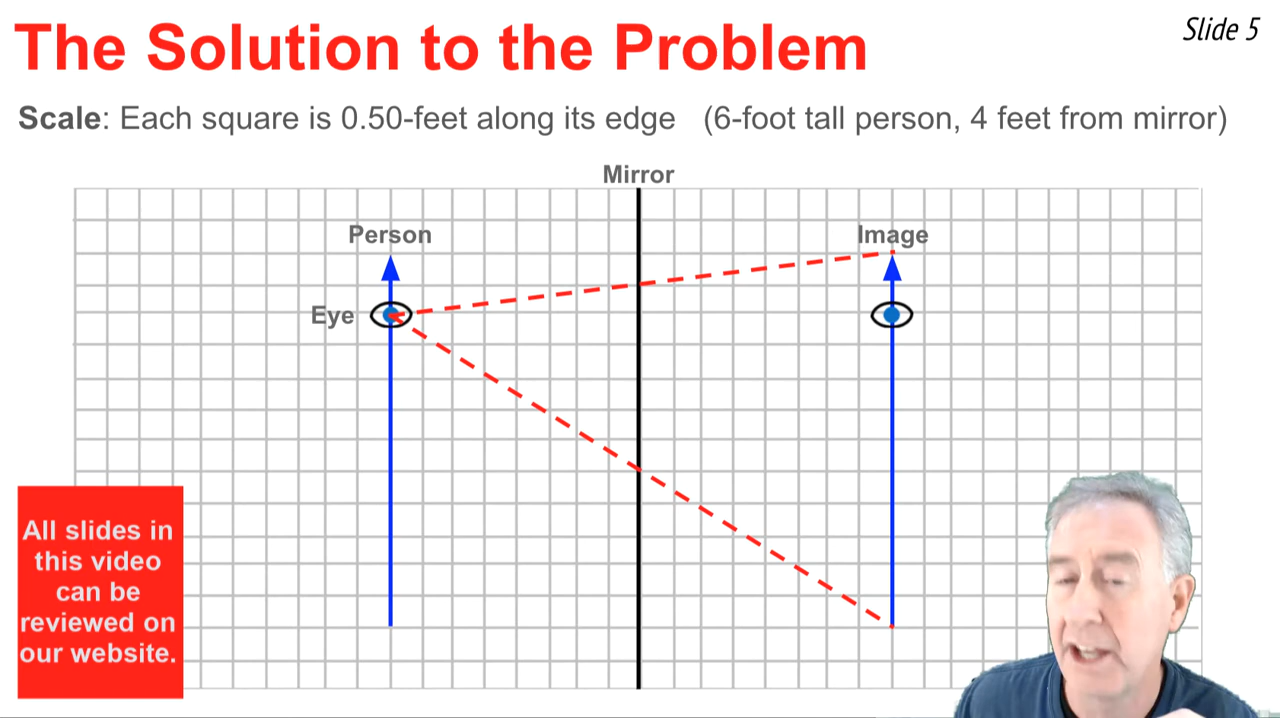 Slide 5
The Solution to the Problem
Scale: Each square is 0.50-feet along its edge (6-foot tall person, 4 feet from mirror)
Mirror
Person
Image
Eye
All slides in
this video
can be
reviewed on
our website.